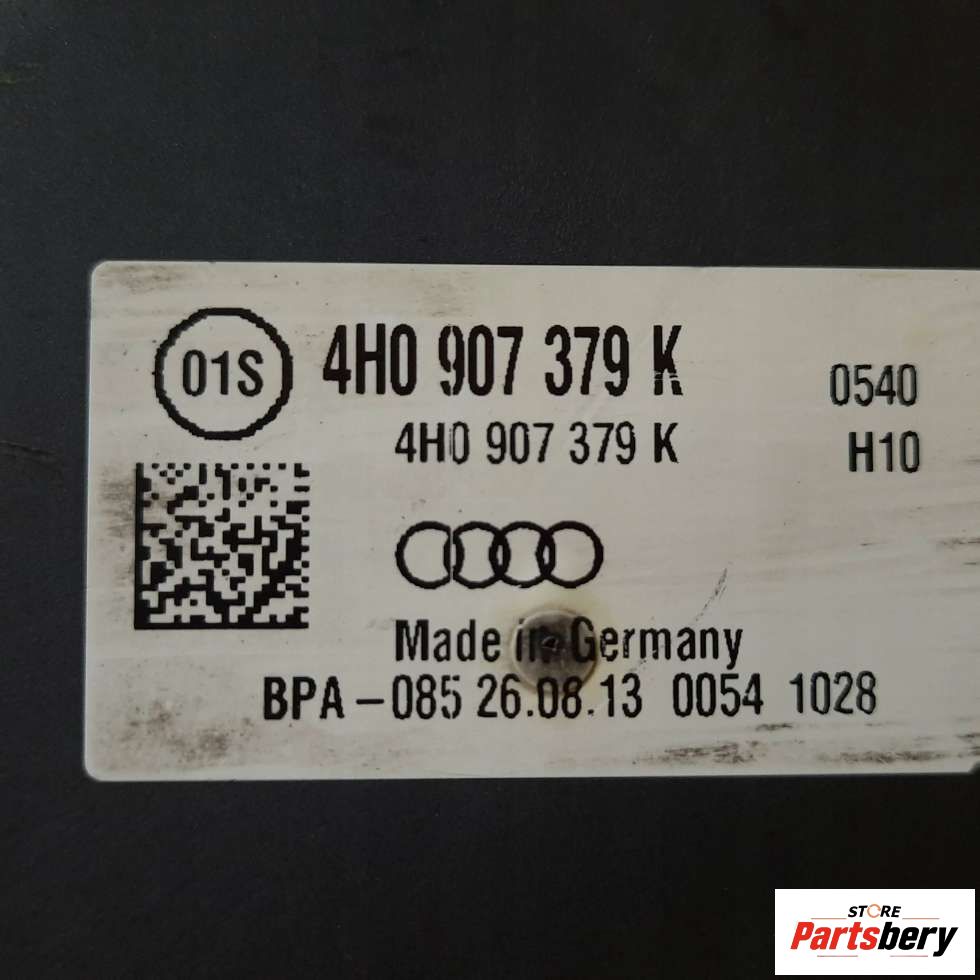 01S 4H0 907 379 K
0540
4H0 907 379 K
H10
Made in Germany
BPA-085 26.08.13 0054 1028
STORE
Partsbery